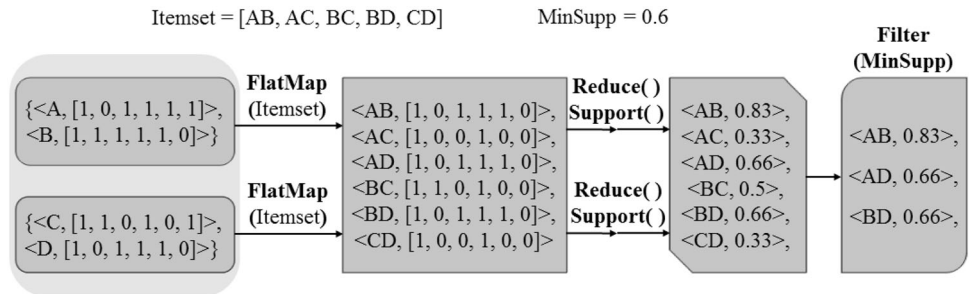 Itemset = [AB, AC, BC, BD, CD]
MinSupp = 0.6
{<A, [1, 0, 1, 1, 1, 1]>,
<B, [1, 1, 1, 1, 1, 0]>}
{<C, [1, 1, 0, 1, 0, 1]>,
<D, [1, 0, 1, 1, 1, 0]>}
FlatMap
(Itemset)
FlatMap
(Itemset)
<AB, [1, 0, 1, 1, 1, 0]>,
<AC, [1, 0, 0, 1, 0, 0]>,
<AD, [1, 0, 1, 1, 1, 0]>,
<BC, [1, 1, 0, 1, 0, 0]>,
<BD, [1, 0, 1, 1, 1, 0]>,
<CD, [1, 0, 0, 1, 0, 0]>
Reduce( )
Support( )
Reduce( )
Support( )
<AB, 0.83>,
<AC, 0.33>,
<AD, 0.66>,
<BC, 0.5>,
<BD, 0.66>,
<CD, 0.33>,
Filter
(MinSupp)
<AB, 0.83>,
<AD, 0.66>,
<BD, 0.66>,